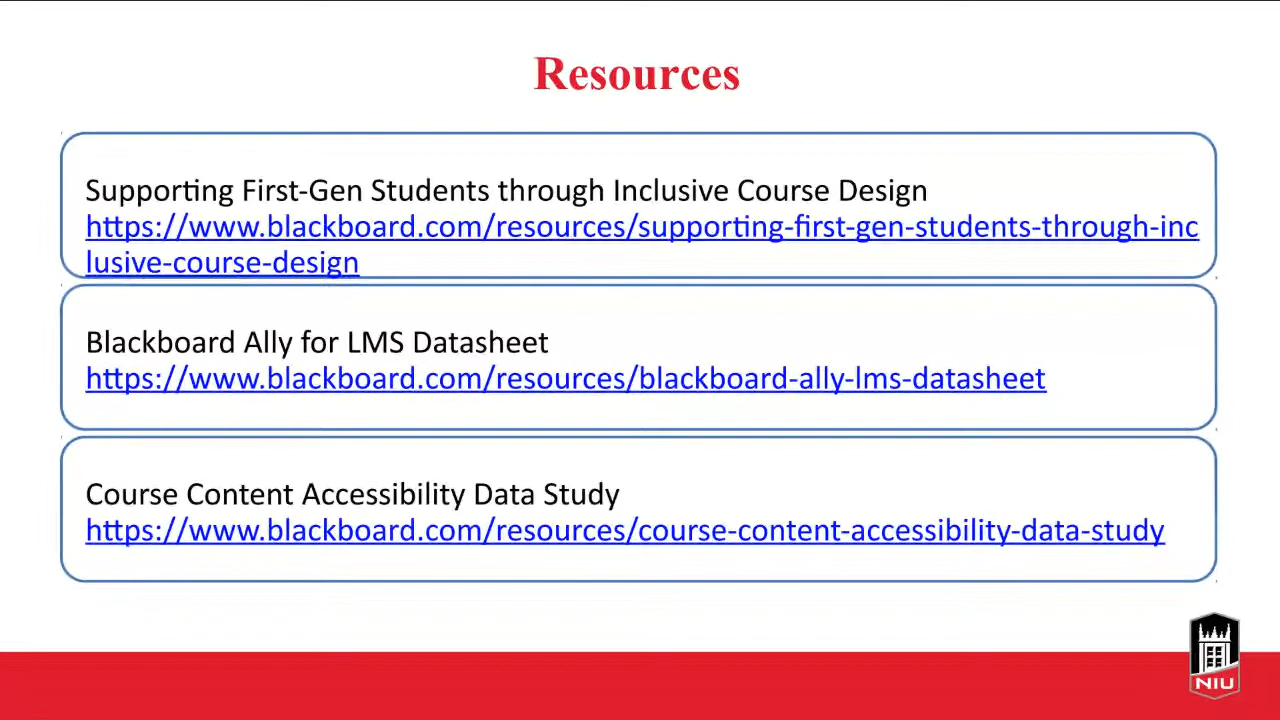 Resources
Supporting First-Gen Students through Inclusive Course Design
https://www.blackboard.com/resources/supporting-first-gen-students-through-inc
lusive-course-design
Blackboard Ally for LMS Datasheet
https://www.blackboard.com/resources/blackboard-ally-lms-datasheet
Course Content Accessibility Data Study
https://www.blackboard.com/resources/course-content-accessibility-data-study
NIU